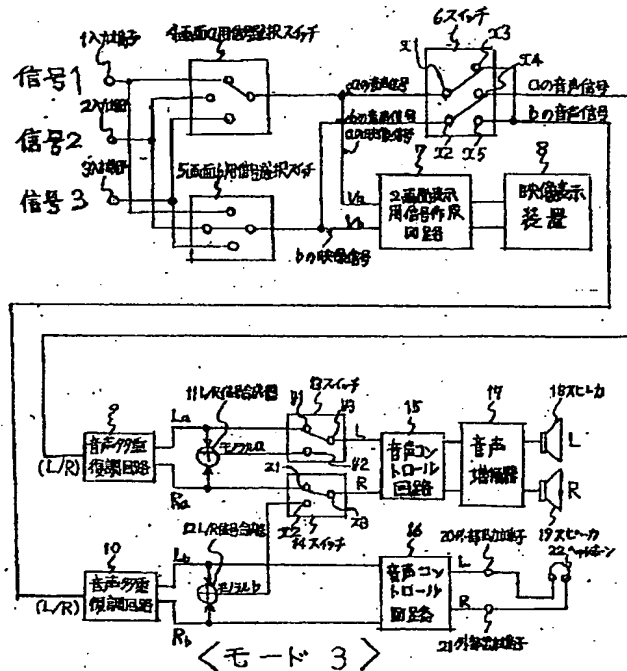 1入力端子
4画面a用信号選択スイッチ
6スイッチ
x3
x
x4
信号1
aの音声信号
aの音声信号
2入力端子
bの音声信号
bの音声信号
aの映像信号
信号2
x2
x5
3入力端子
5画面b用信号選択スイッチ
7
8
信号3
Va
2画面表示
用信号作成
回路
映像表示
装置
Vb
bの映像信号
11 L/R信号合成回路
13スイッチ
15
17
18スピーカ
9
La
y1
y3
L
L
音声多重
復調回路
モノラルa
y2
音声コン
トロール
回路
音声
増幅器
(L/R)
z1
R
R
Ra
z2
z3
19スピーカ
12 L/R信号合成回路
14スイッチ
16
20外部出力端子
22ヘッドホーン
10
Lb
音声多重
復調回路
モノラルb
音声コン
トロール
回路
L
(L/R)
R
Rb
21外部出力端子
<モード 3>